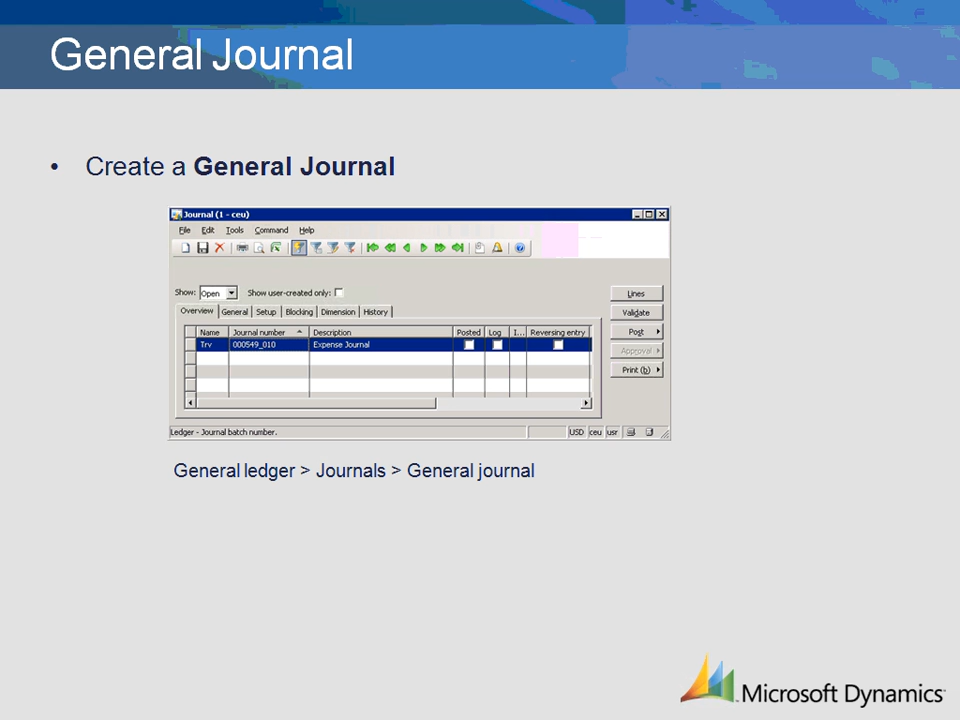 General Journal
• Create a General Journal
Journal (1 - ceu)
File Edit Tools Command Help
Show: Open Show user-created only:
Lines
Overview General Setup Blocking Dimension History
Validate
Name Journal number Description Posted Log I... Reversing entry
Post
Trv 000549_010 Expense Journal
Approval
Print (b)
Ledger - Journal batch number. USD ceu usr
General ledger > Journals > General journal
Microsoft Dynamics